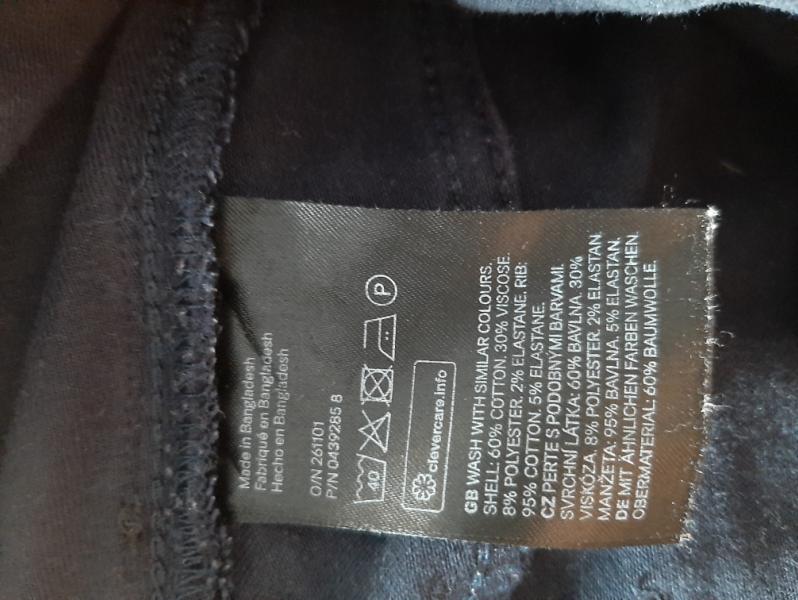 Made in Bangladesh
Fabriqué en Bangladesh
Hecho en Bangladesh
O/N 261101
P/N 0439285 8
40
P
clevercare.info
GB WASH WITH SIMILAR COLOURS.
SHELL: 60% COTTON. 30% VISCOSE.
8% POLYESTER. 2% ELASTANE. RIB:
95% COTTON. 5% ELASTANE.
CZ PERTE S PODOBNÝMI BARVAMI.
SVRCHNÍ LÁTKA: 60% BAVLNA. 30%
VISKÓZA. 8% POLYESTER. 2% ELASTAN.
MANŽETA: 95% BAVLNA. 5% ELASTAN.
DE MIT ÄHNLICHEN FARBEN WASCHEN.
OBERMATERIAL: 60% BAUMWOLLE.